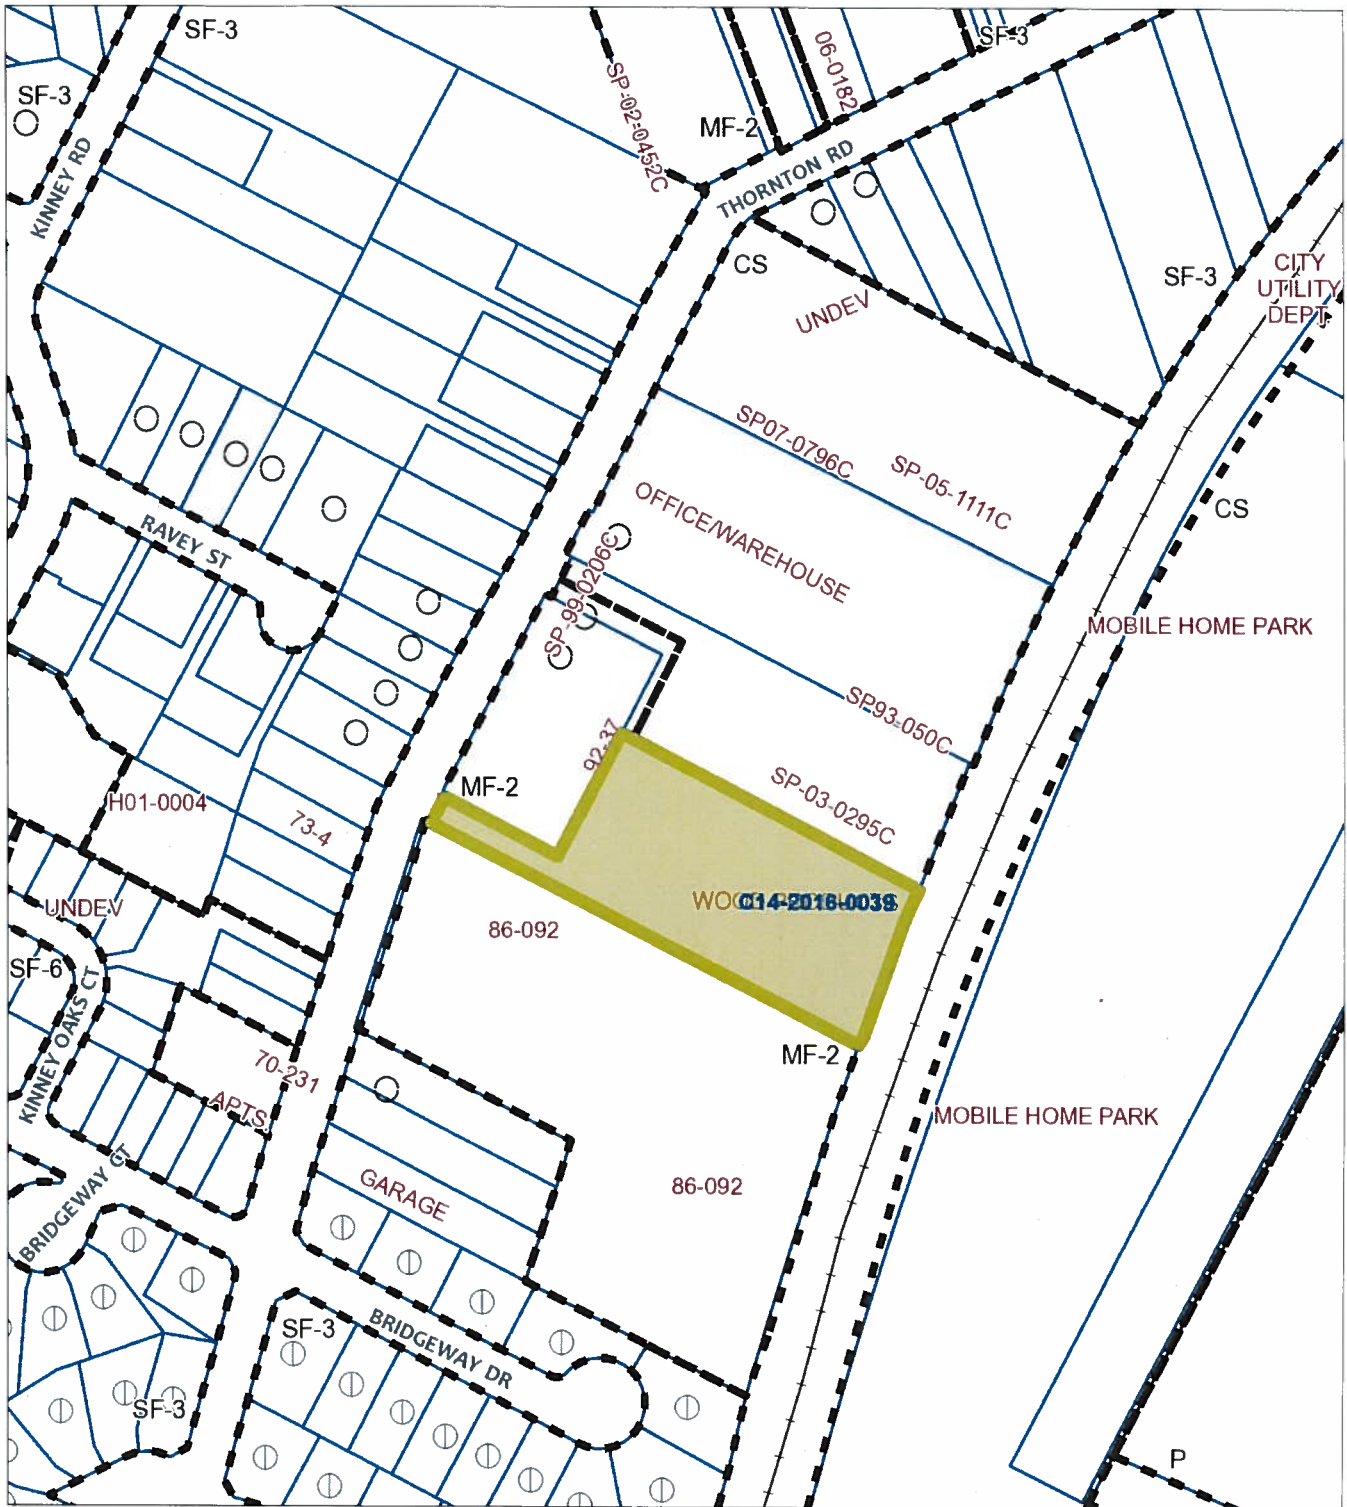 SF-3
SF-3
SF-3
KINNEY RD
SP-02-0452C
06-0182
MF-2
THORNTON RD
CS
UNDEV
SF-3
CITY
UTILITY
DEPT.
SP07-0796C
SP-05-1111C
CS
OFFICE/WAREHOUSE
RAVEY ST
SP-99-0206C
MOBILE HOME PARK
SP93-050C
92-37
MF-2
SP-03-0295C
H01-0004
73-4
C14-2016-0039
UNDEV
86-092
SF-6
KINNEY OAKS CT
MF-2
70-231
APTS.
MOBILE HOME PARK
BRIDGEWAY CT
GARAGE
86-092
SF-3
BRIDGEWAY DR
SF-3
P